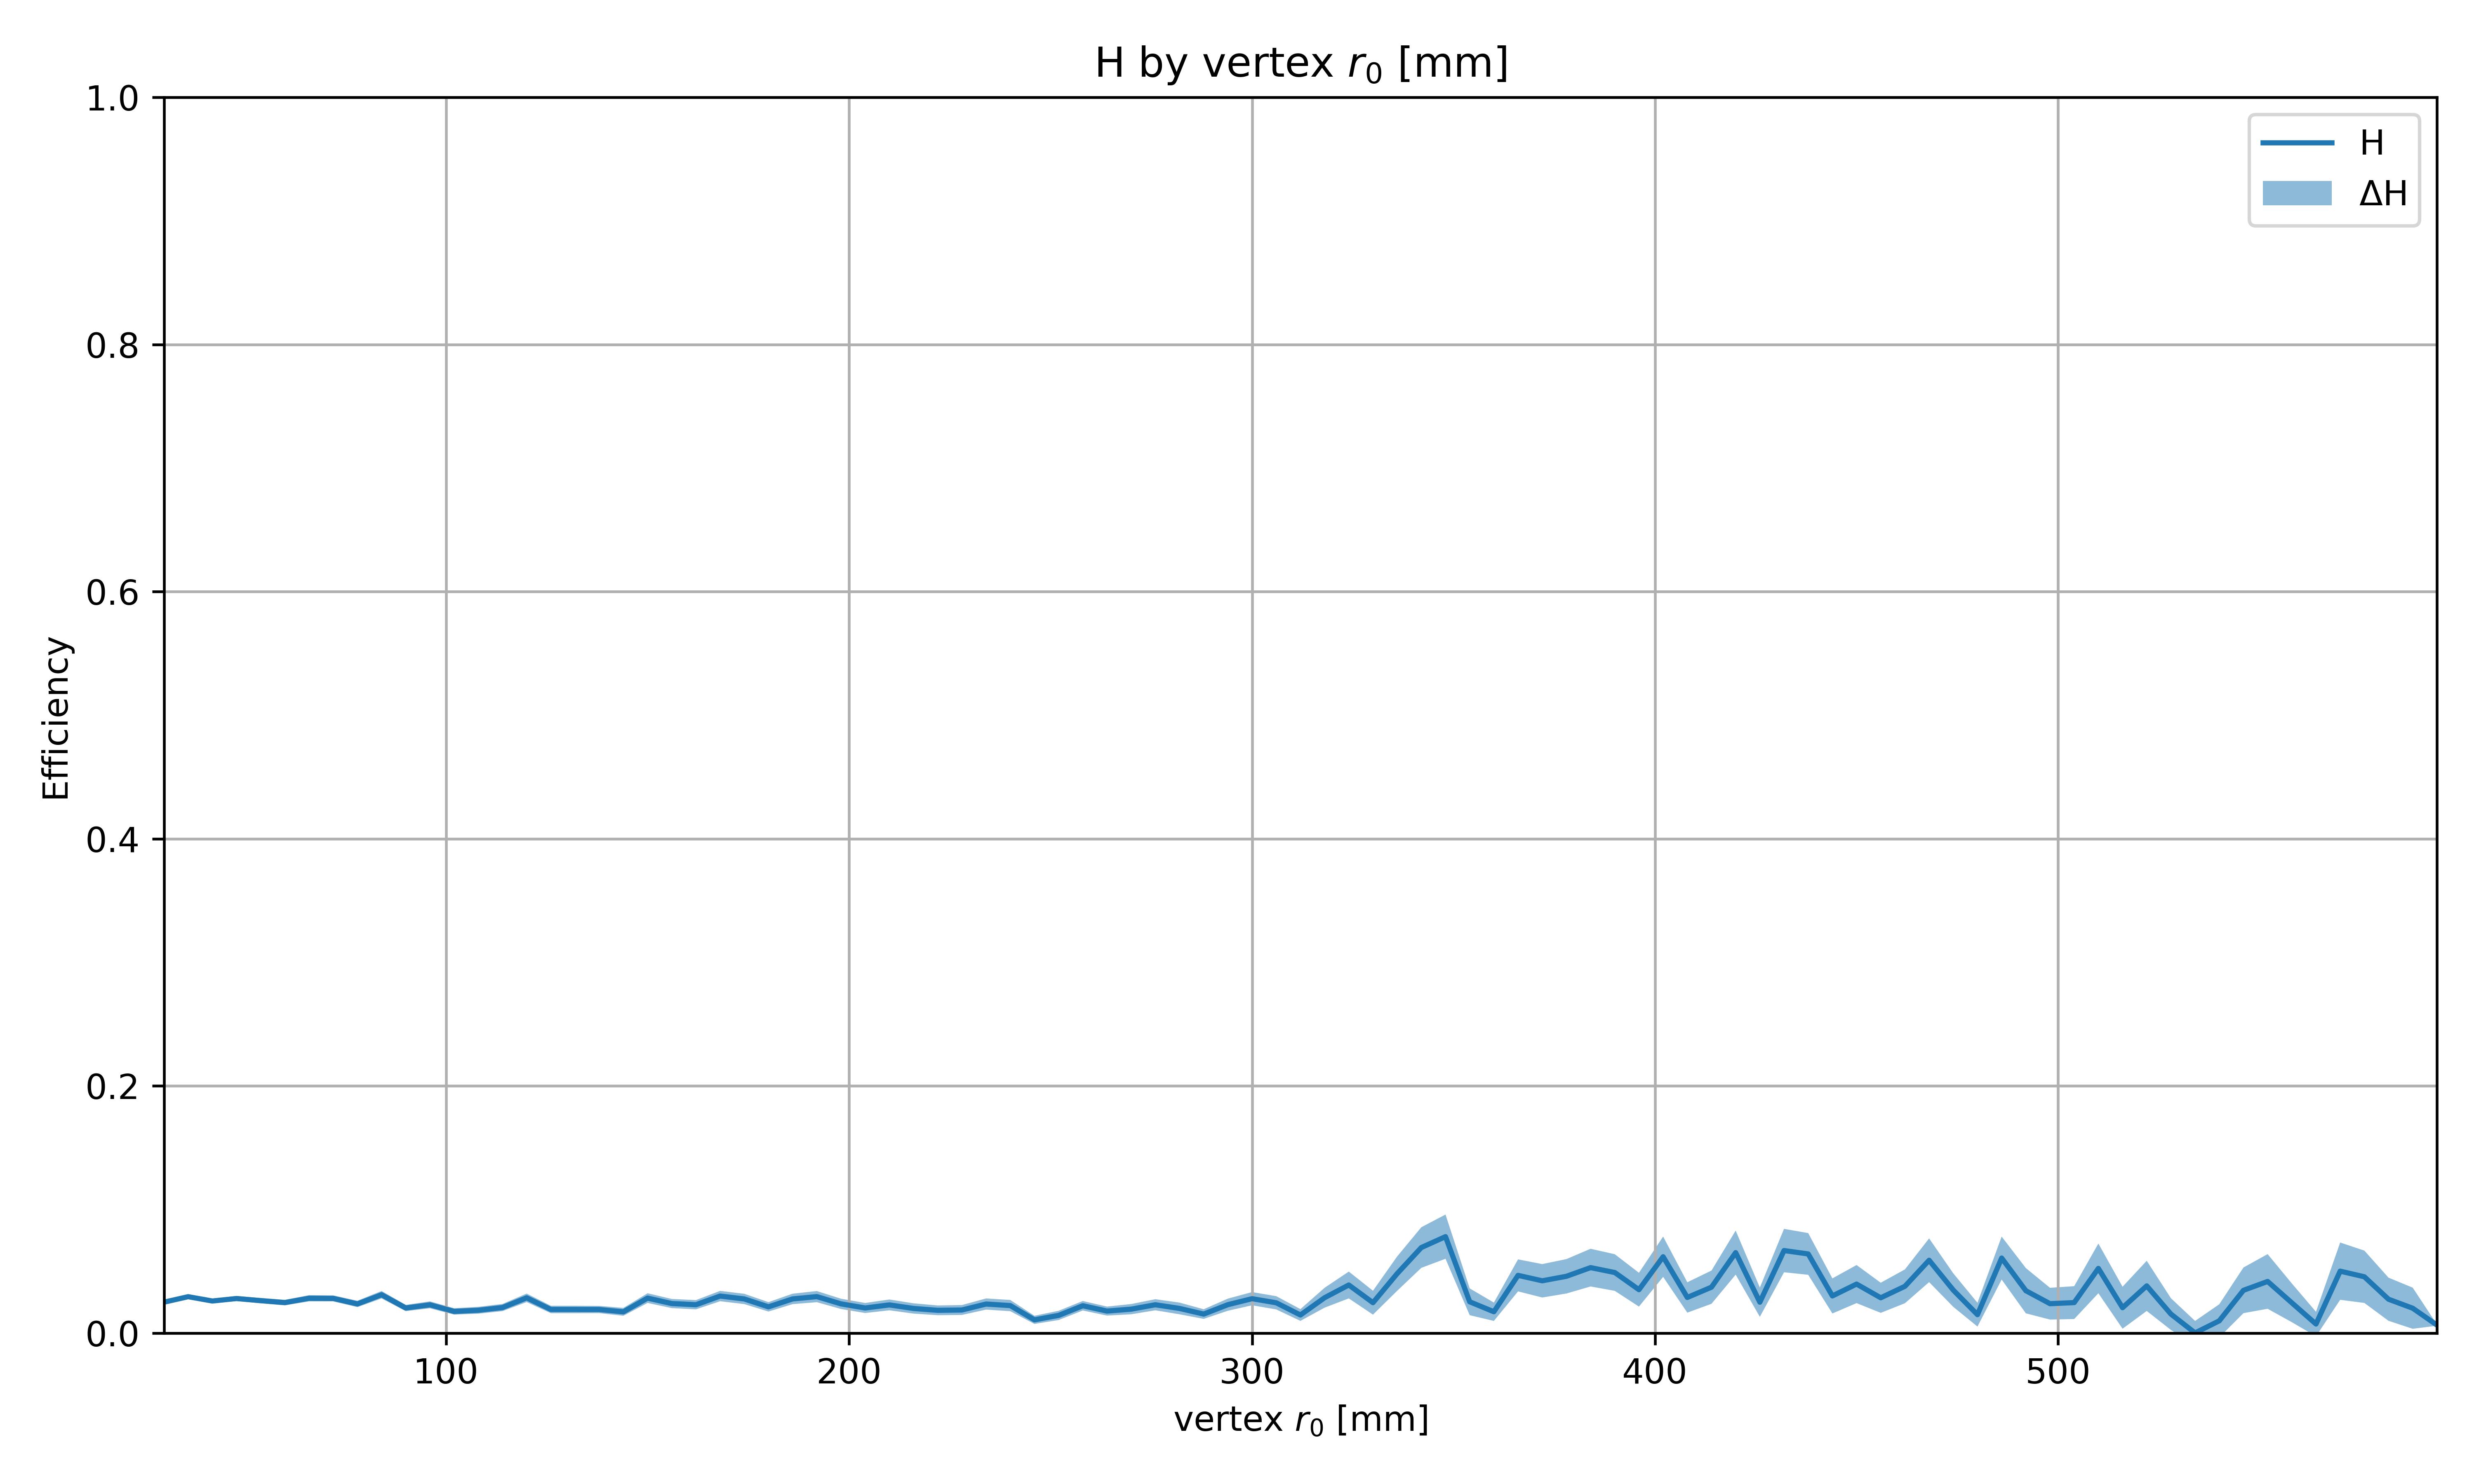 H by vertex r₀ [mm]
H
ΔH
Efficiency
1.0
0.8
0.6
0.4
0.2
0.0
100
200
300
400
500
vertex r₀ [mm]